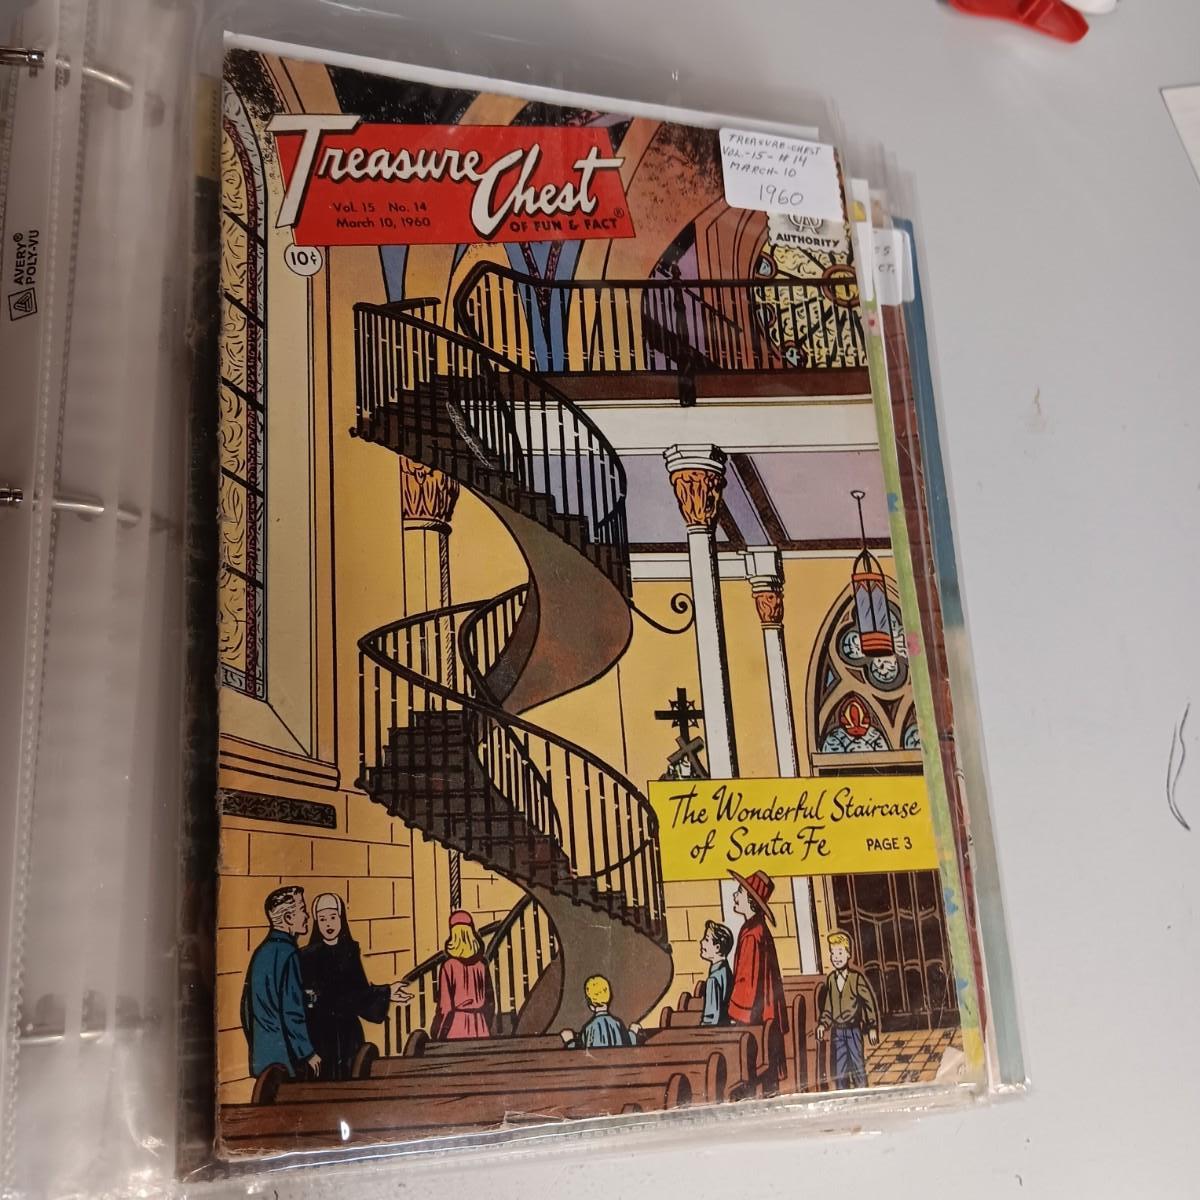 Treasure Chest
OF FUN & FACT®
Vol. 15 No. 14
March 10, 1960
10¢
TREASURE-CHEST
VOL.-15-#14
MARCH-10
1960
AUTHORITY
The Wonderful Staircase
of Santa Fe PAGE 3
AVERY®
POLY-VU